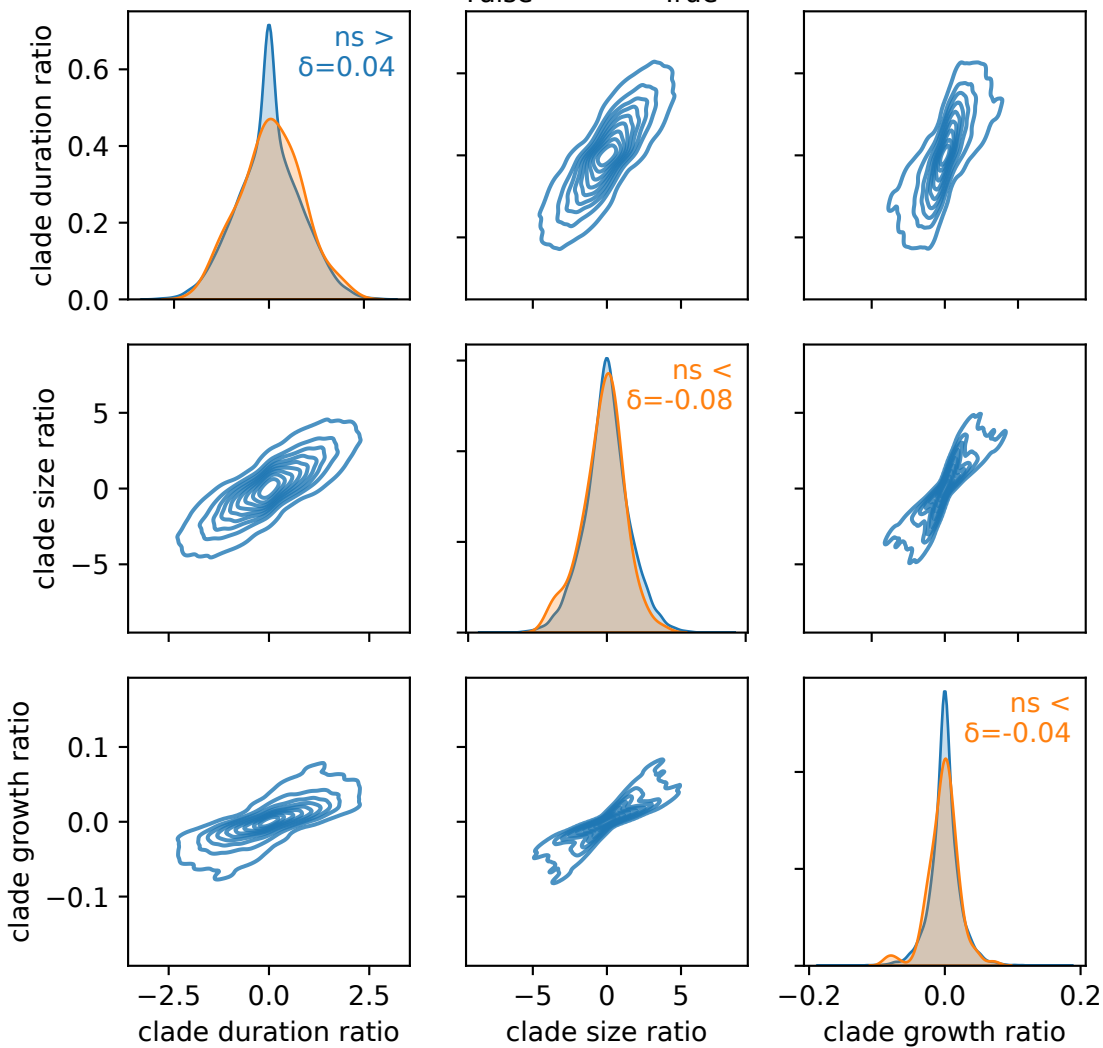 clade duration ratio
0.6
0.4
0.2
0.0
ns >
δ=0.04
clade size ratio
5
0
−5
ns <
δ=-0.08
clade growth ratio
0.1
0.0
−0.1
ns <
δ=-0.04
−2.5 0.0 2.5
clade duration ratio
−5 0 5
clade size ratio
−0.2 0.0 0.2
clade growth ratio